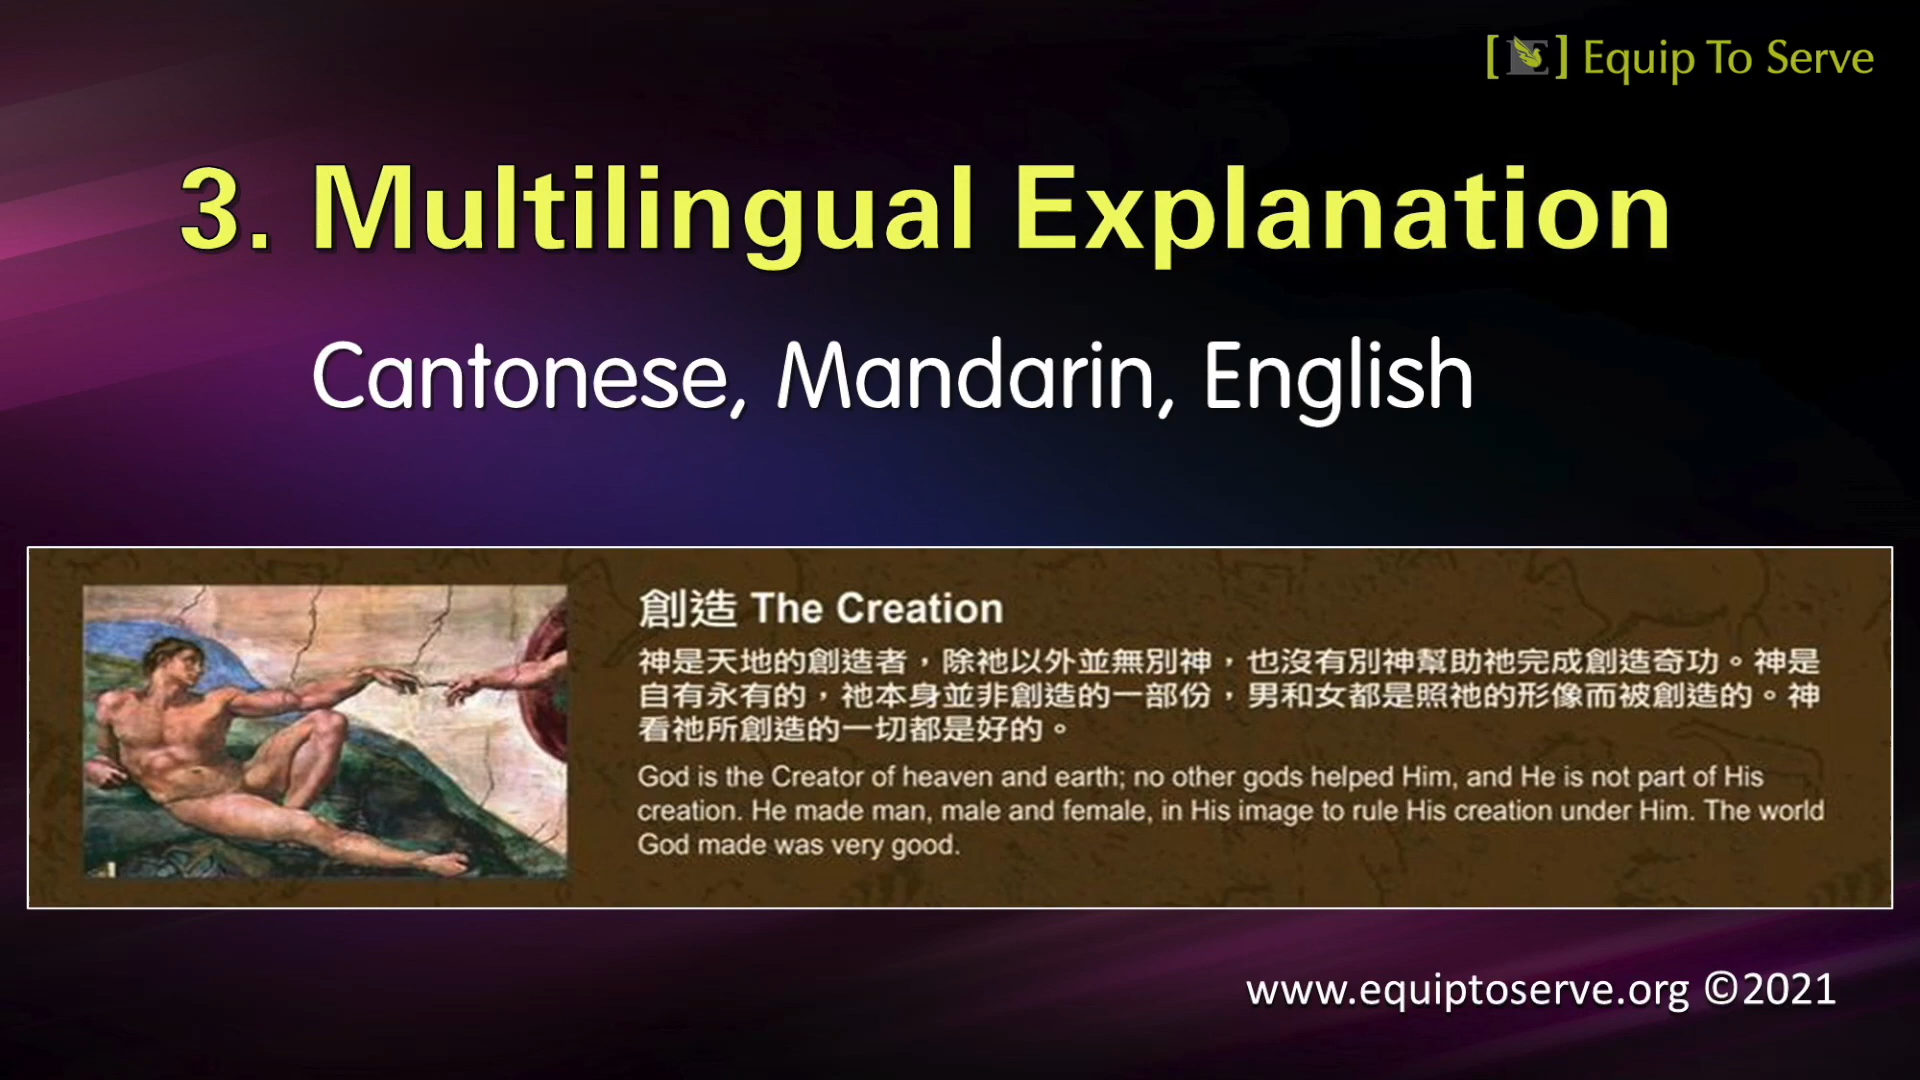 [E] Equip To Serve
3. Multilingual Explanation
Cantonese, Mandarin, English
創造 The Creation
神是天地的創造者，除祂以外並無別神，也沒有別神幫助祂完成創造奇功。神是
自有永有的，祂本身並非創造的一部份，男和女都是照祂的形像而被創造的。神
看祂所創造的一切都是好的。
God is the Creator of heaven and earth; no other gods helped Him, and He is not part of His
creation. He made man, male and female, in His image to rule His creation under Him. The world
God made was very good.
www.equiptoserve.org ©2021